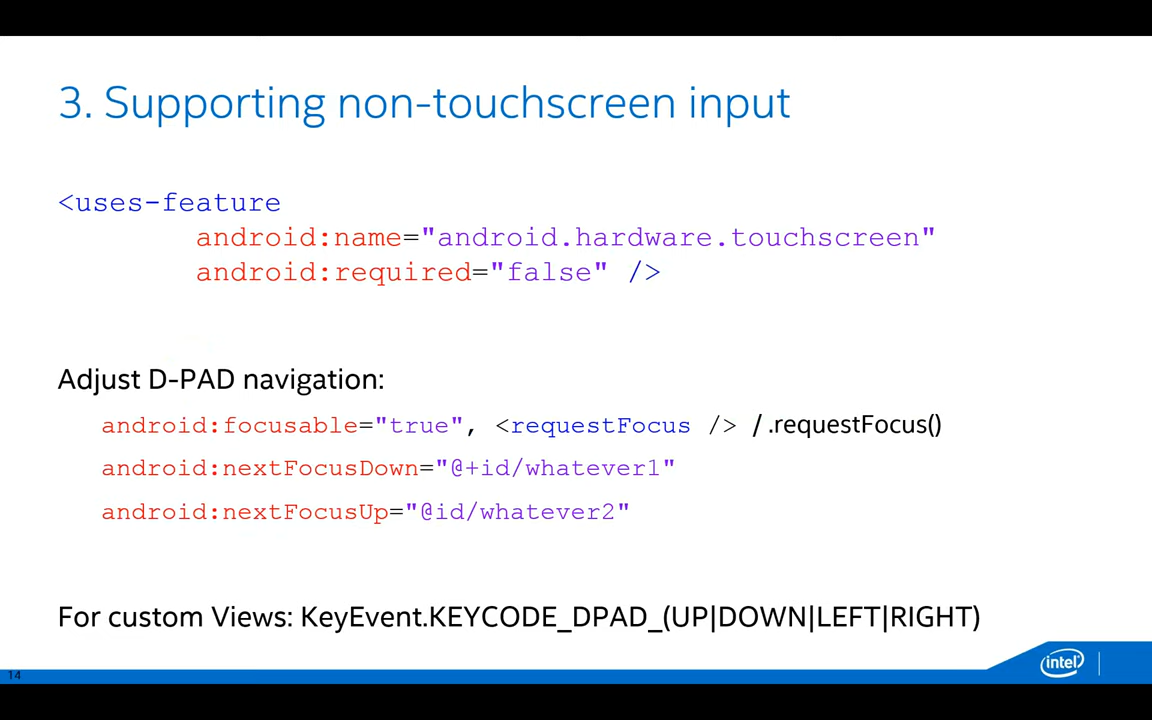 3. Supporting non-touchscreen input
<uses-feature
android:name="android.hardware.touchscreen"
android:required="false" />
Adjust D-PAD navigation:
android:focusable="true", <requestFocus /> / .requestFocus()
android:nextFocusDown="@+id/whatever1"
android:nextFocusUp="@id/whatever2"
For custom Views: KeyEvent.KEYCODE_DPAD_(UP|DOWN|LEFT|RIGHT)
14
intel